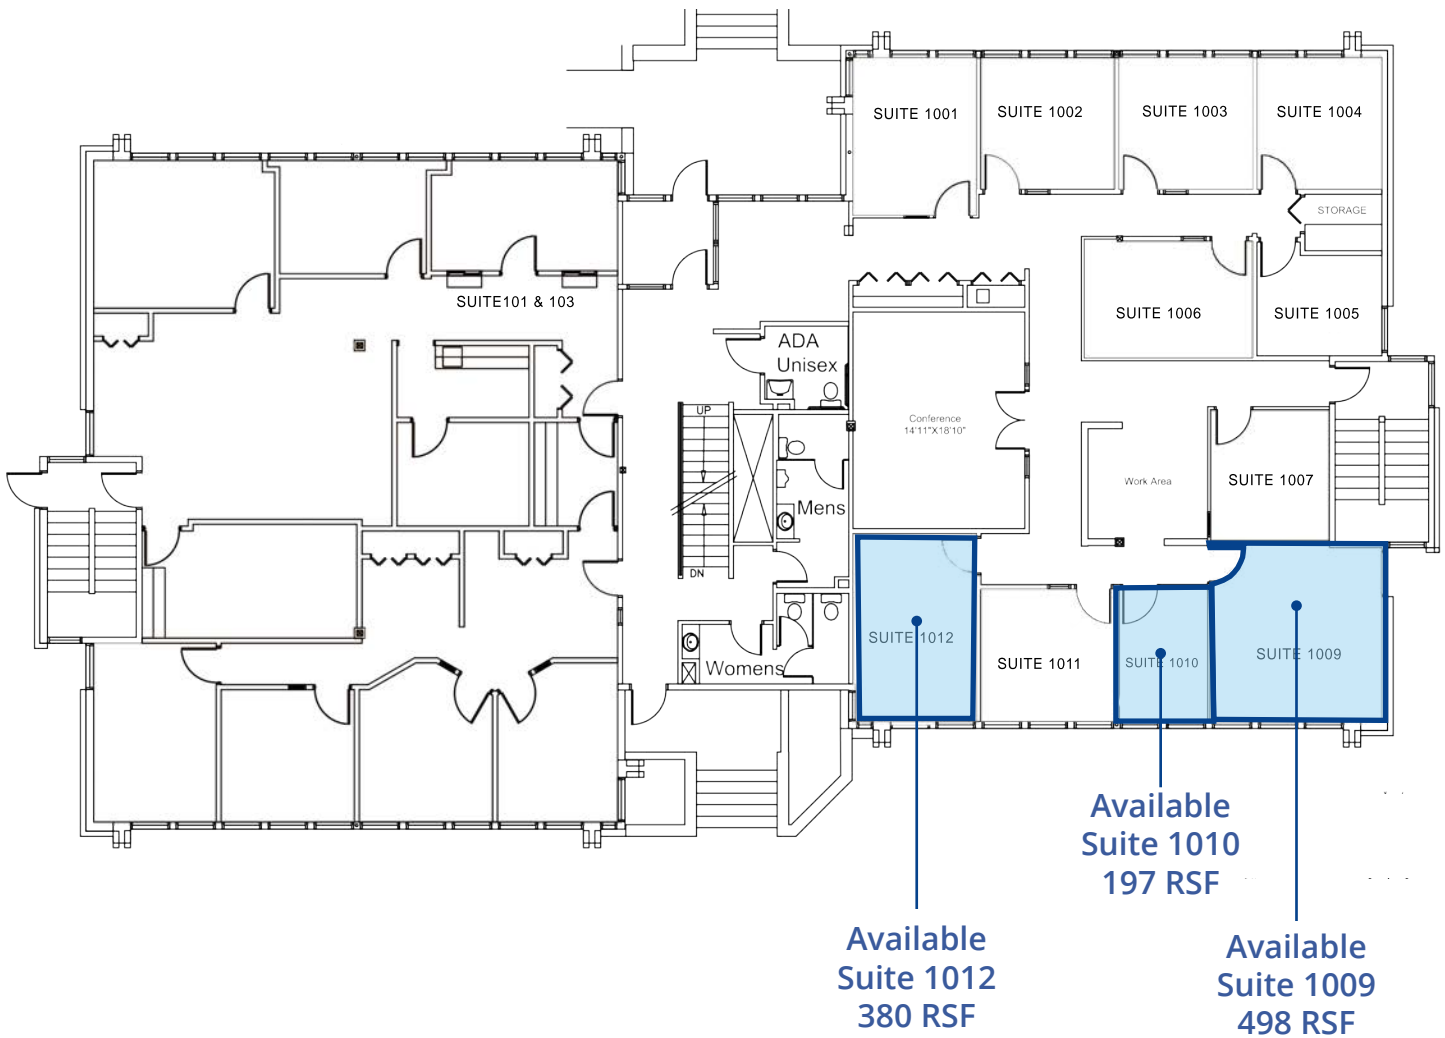 SUITE 1001
SUITE 1002
SUITE 1003
SUITE 1004
STORAGE
SUITE101 & 103
SUITE 1006
SUITE 1005
ADA
Unisex
UP
Conference
14'11"X18'10"
Work Area
SUITE 1007
Mens
DN
SUITE 1012
SUITE 1011
SUITE 1010
SUITE 1009
Womens
Available
Suite 1010
197 RSF
Available
Suite 1012
380 RSF
Available
Suite 1009
498 RSF